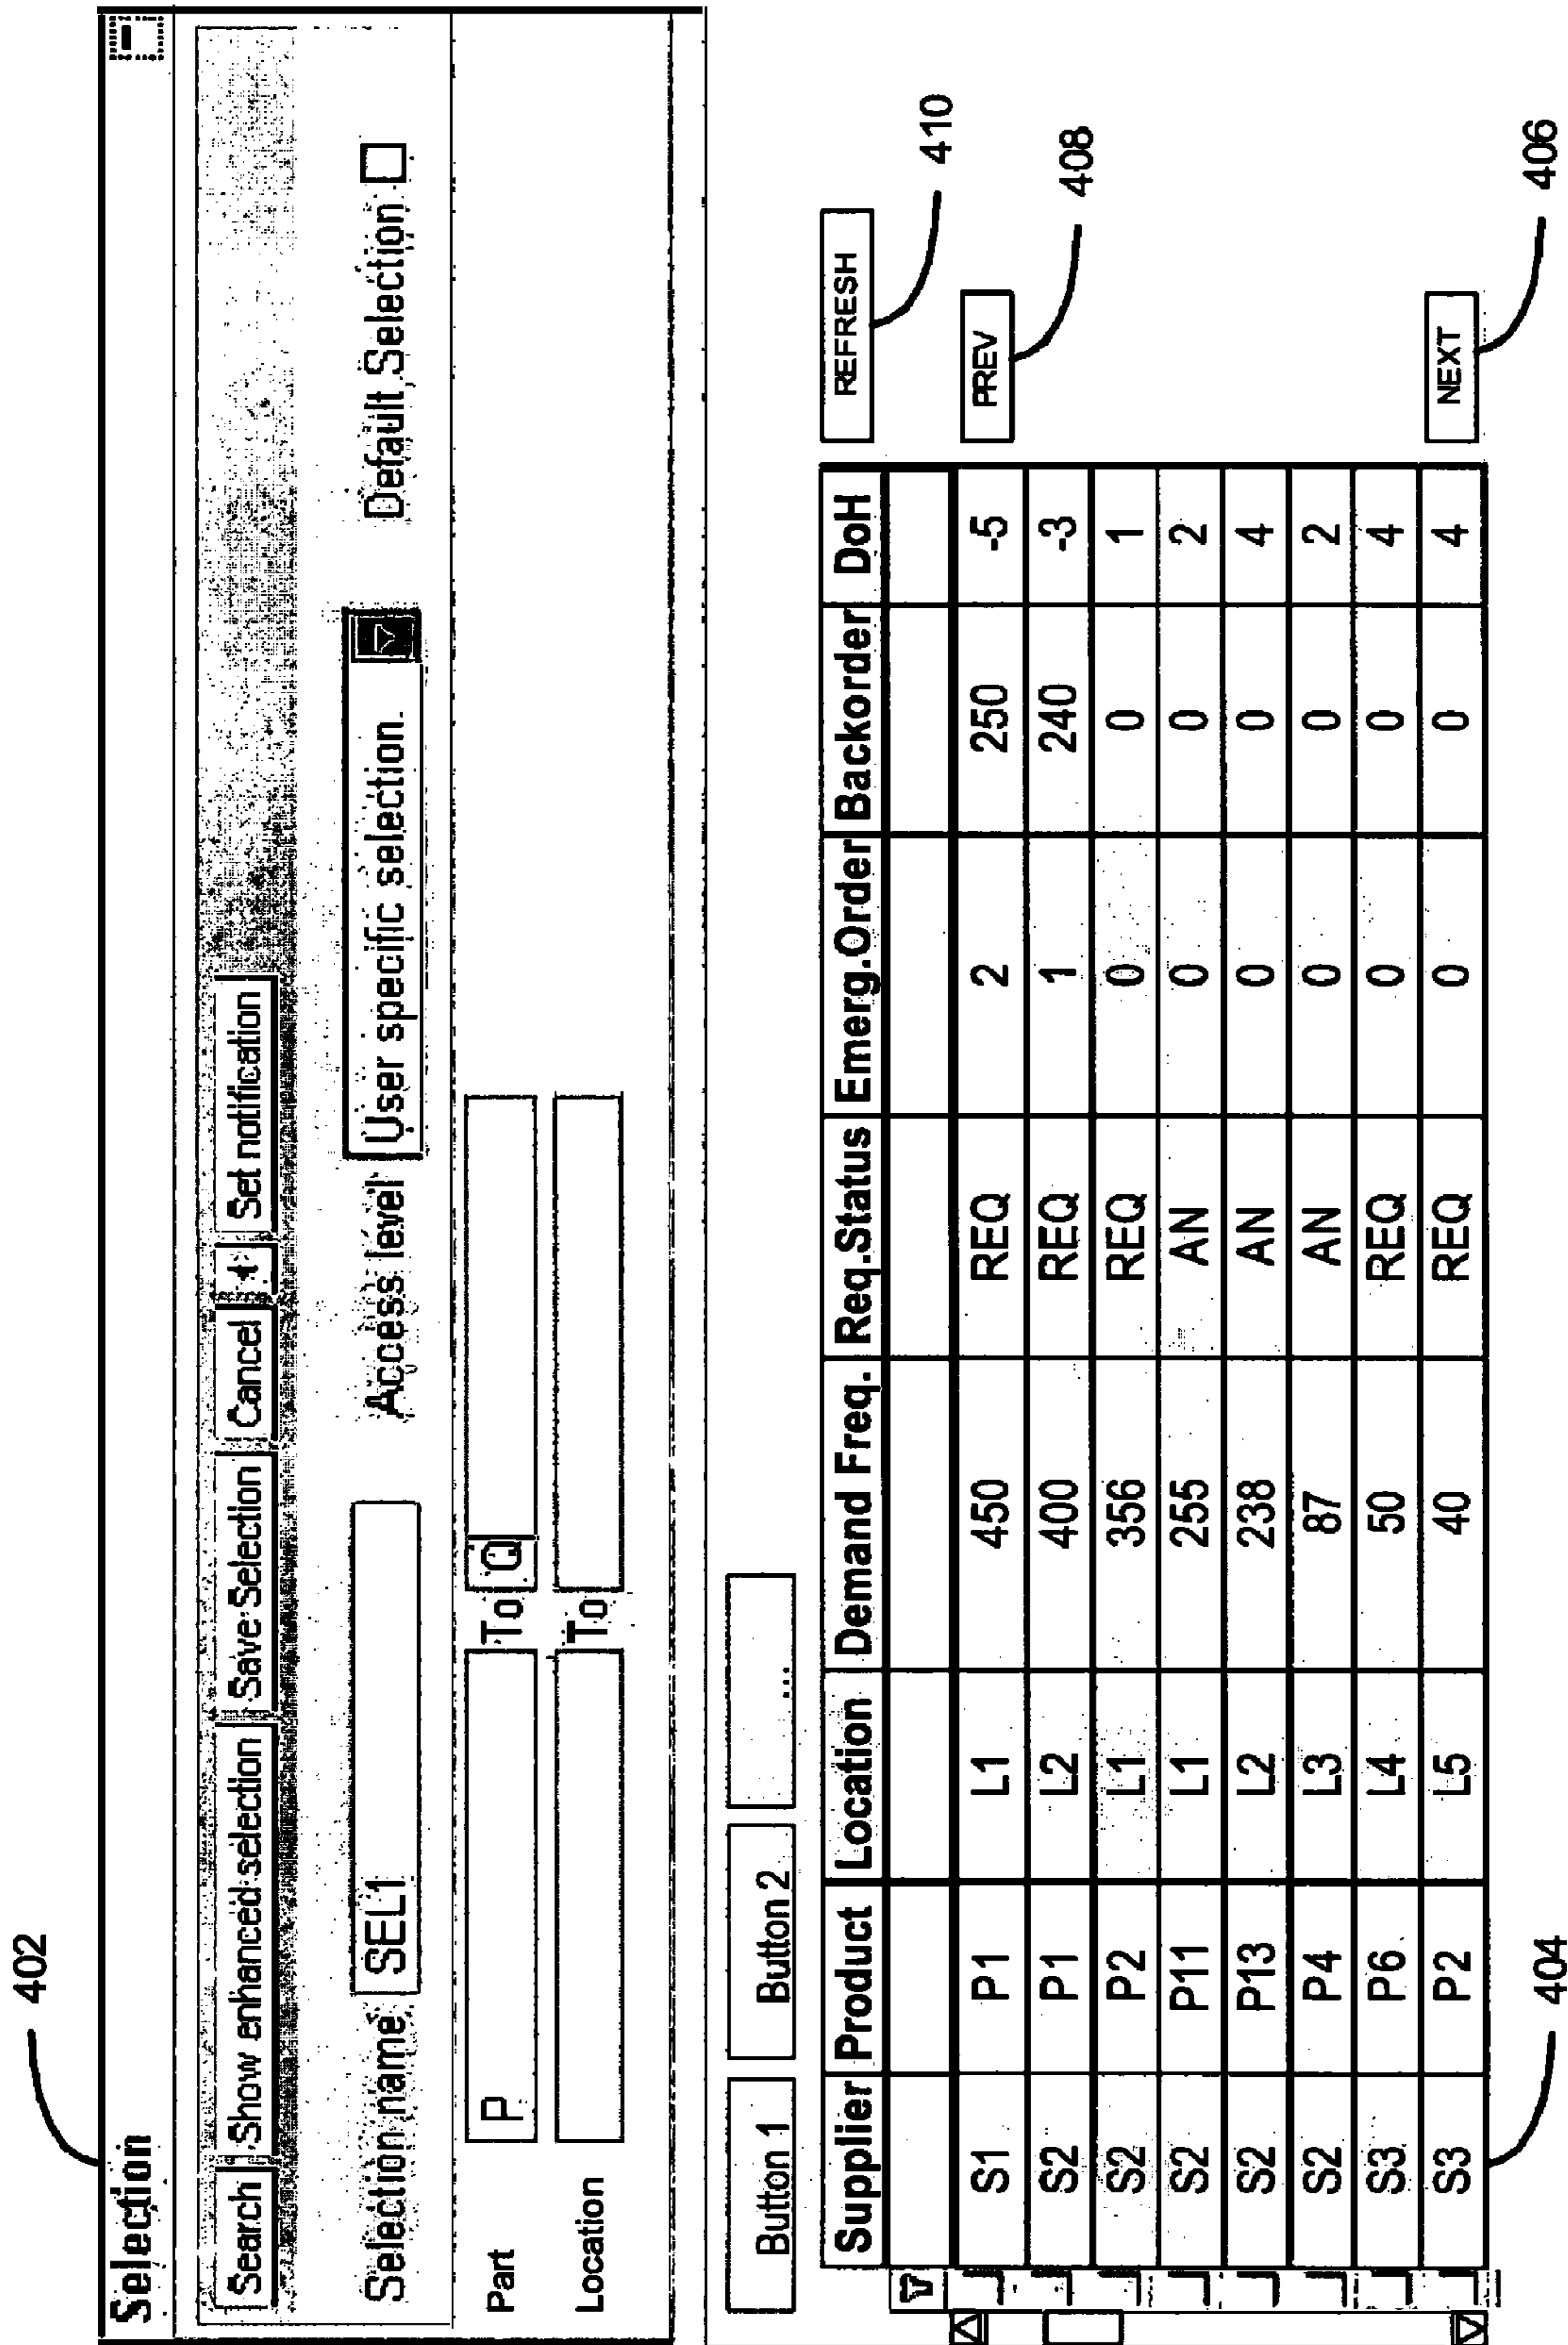 402
Selection
Search Show enhanced selection Save Selection Cancel Set notification
Selection name SEL1 Access level User specific selection. Default Selection
Part P To Q
Location To
Button 1 Button 2 ...
REFRESH
410
Supplier Product Location Demand Freq. Req.Status Emerg.Order Backorder DoH
PREV
408
S1 P1 L1 450 REQ 2 250 -5
S2 P1 L2 400 REQ 1 240 -3
S2 P2 L1 356 REQ 0 0 1
S2 P11 L1 255 AN 0 0 2
S2 P13 L2 238 AN 0 0 4
S2 P4 L3 87 AN 0 0 2
S3 P6 L4 50 REQ 0 0 4
S3 P2 L5 40 REQ 0 0 4
NEXT
406
404